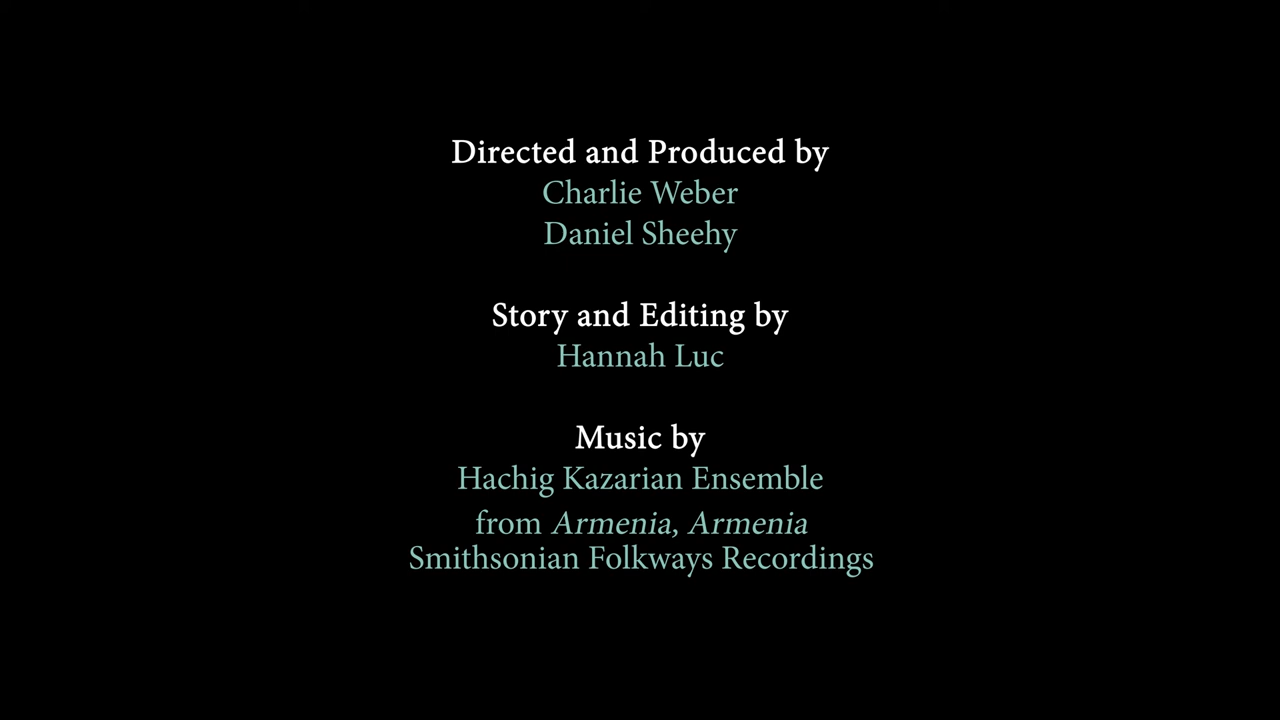 Directed and Produced by
Charlie Weber
Daniel Sheehy
Story and Editing by
Hannah Luc
Music by
Hachig Kazarian Ensemble
from Armenia, Armenia
Smithsonian Folkways Recordings